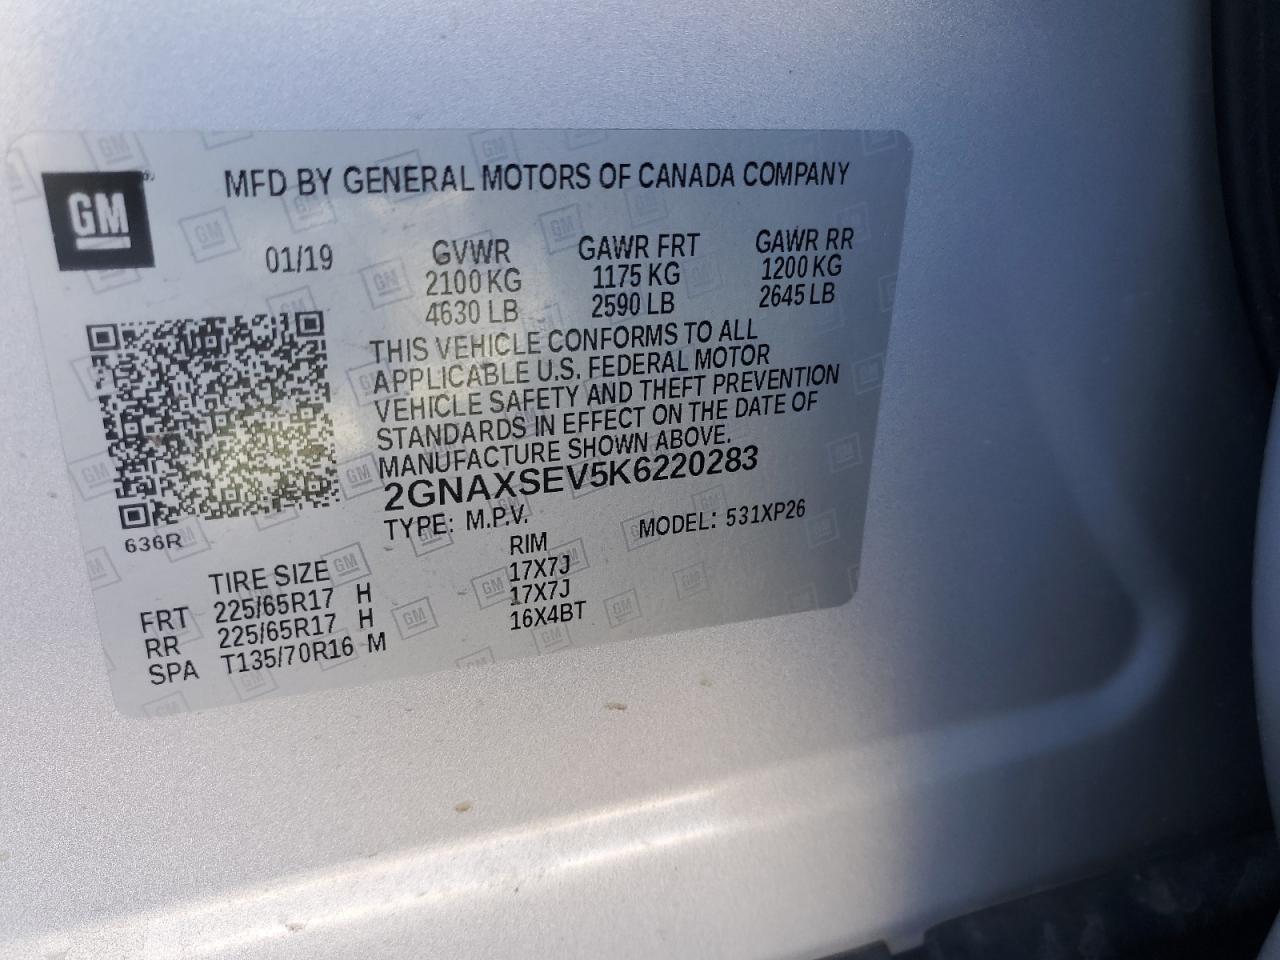 GM
MFD BY GENERAL MOTORS OF CANADA COMPANY
01/19 GVWR GAWR FRT GAWR RR
2100 KG 1175 KG 1200 KG
4630 LB 2590 LB 2645 LB
THIS VEHICLE CONFORMS TO ALL
APPLICABLE U.S. FEDERAL MOTOR
VEHICLE SAFETY AND THEFT PREVENTION
STANDARDS IN EFFECT ON THE DATE OF
MANUFACTURE SHOWN ABOVE.
2GNAXSEV5K6220283
TYPE: M.P.V. MODEL: 531XP26
636R
TIRE SIZE RIM
FRT 225/65R17 H 17X7J
RR 225/65R17 H 17X7J
SPA T135/70R16 M 16X4BT